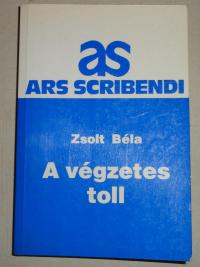 as
ARS SCRIBENDI
Zsolt Béla
A végzetes
toll